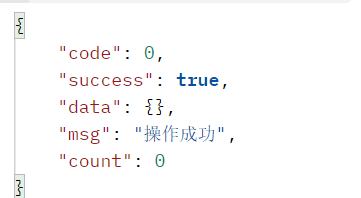 {
"code": 0,
"success": true,
"data": {},
"msg": "操作成功",
"count": 0
}